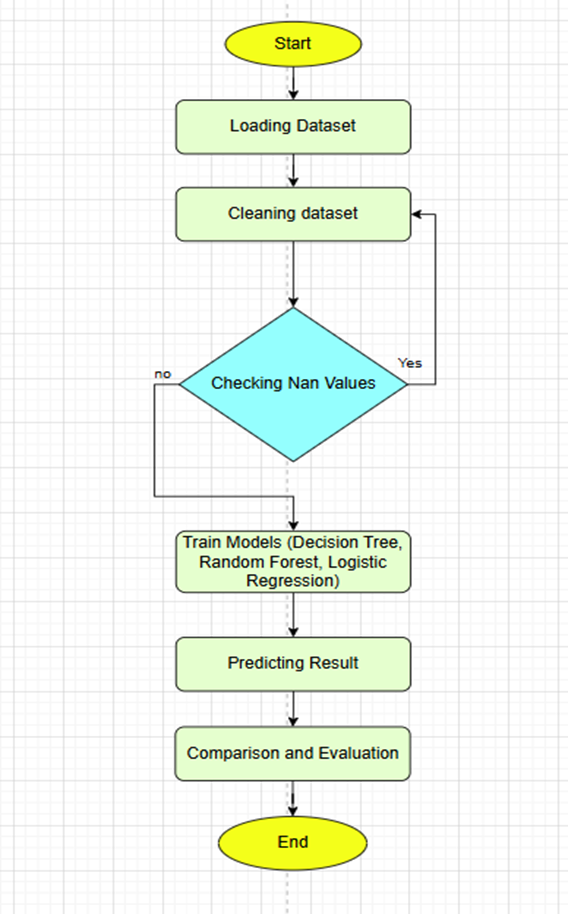 Start
Loading Dataset
Cleaning dataset
Yes
no
Checking Nan Values
Train Models (Decision Tree,
Random Forest, Logistic
Regression)
Predicting Result
Comparison and Evaluation
End